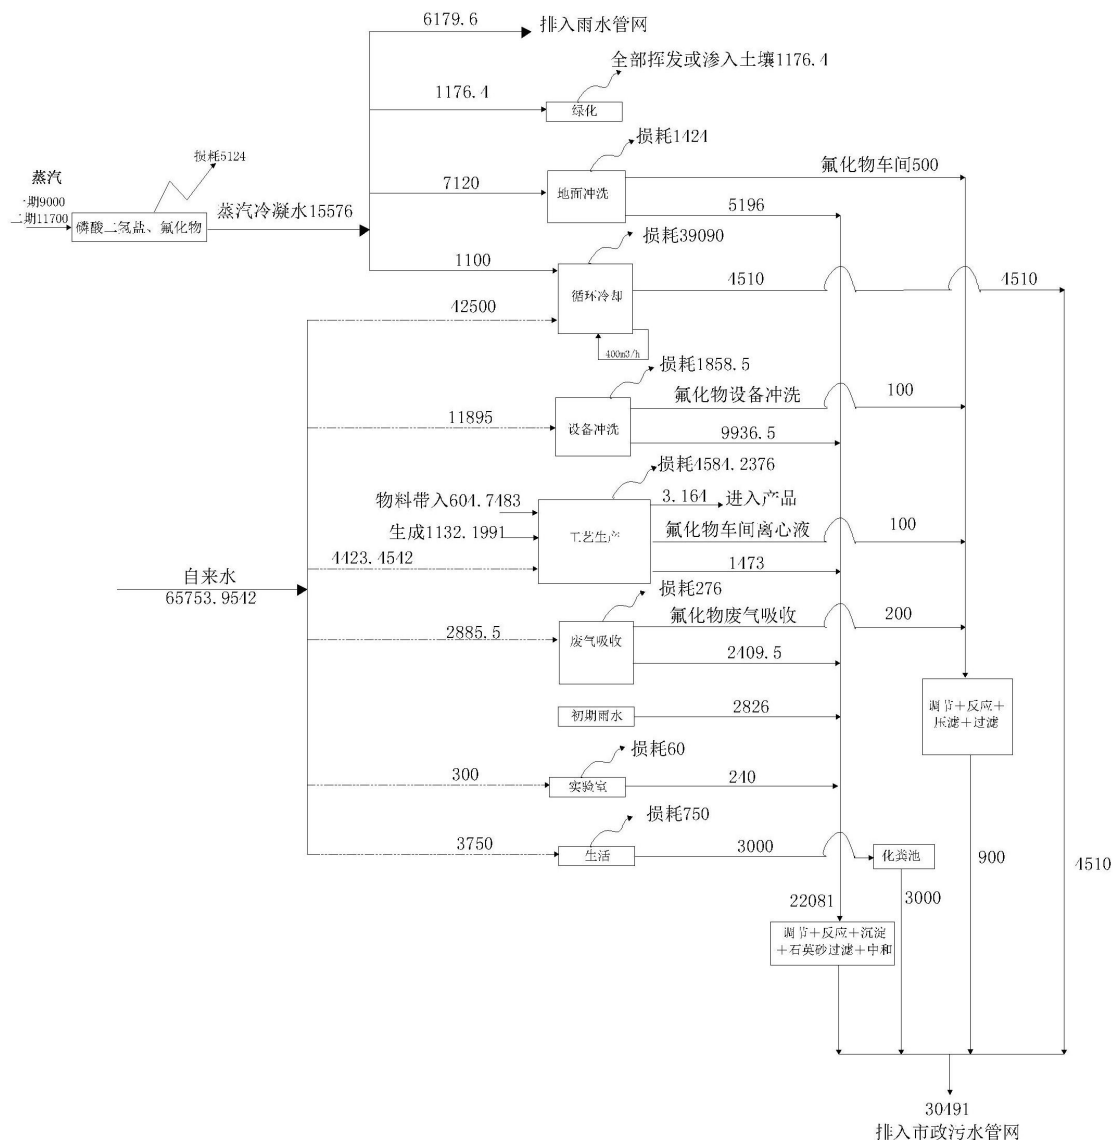 6179.6
排入雨水管网
全部挥发或渗入土壤1176.4
1176.4
绿化
损耗1424
损耗5124
氟化物车间500
蒸汽
一期9000
二期11700
磷酸二氢盐、氟化物
蒸汽冷凝水15576
7120
地面冲洗
5196
损耗39090
1100
循环冷却
4510
4510
42500
400m3/h
损耗1858.5
氟化物设备冲洗
100
11895
设备冲洗
9936.5
损耗4584.2376
物料带入604.7483
3.164
进入产品
生成1132.1991
工艺生产
氟化物车间离心液
100
4423.4542
1473
自来水
65753.9542
损耗276
氟化物废气吸收
200
2885.5
废气吸收
2409.5
初期雨水
2826
调节+反应+
压滤+过滤
损耗60
300
实验室
240
损耗750
3750
生活
3000
化粪池
900
4510
22081
3000
调节+反应+沉淀
+石英砂过滤+中和
30491
排入市政污水管网